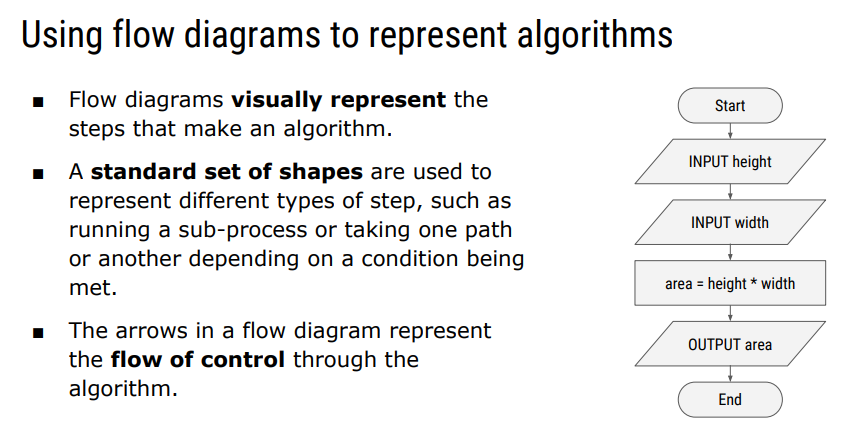 Using flow diagrams to represent algorithms
■ Flow diagrams visually represent the
steps that make an algorithm.
■ A standard set of shapes are used to
represent different types of step, such as
running a sub-process or taking one path
or another depending on a condition being
met.
■ The arrows in a flow diagram represent
the flow of control through the
algorithm.
Start
INPUT height
INPUT width
area = height * width
OUTPUT area
End